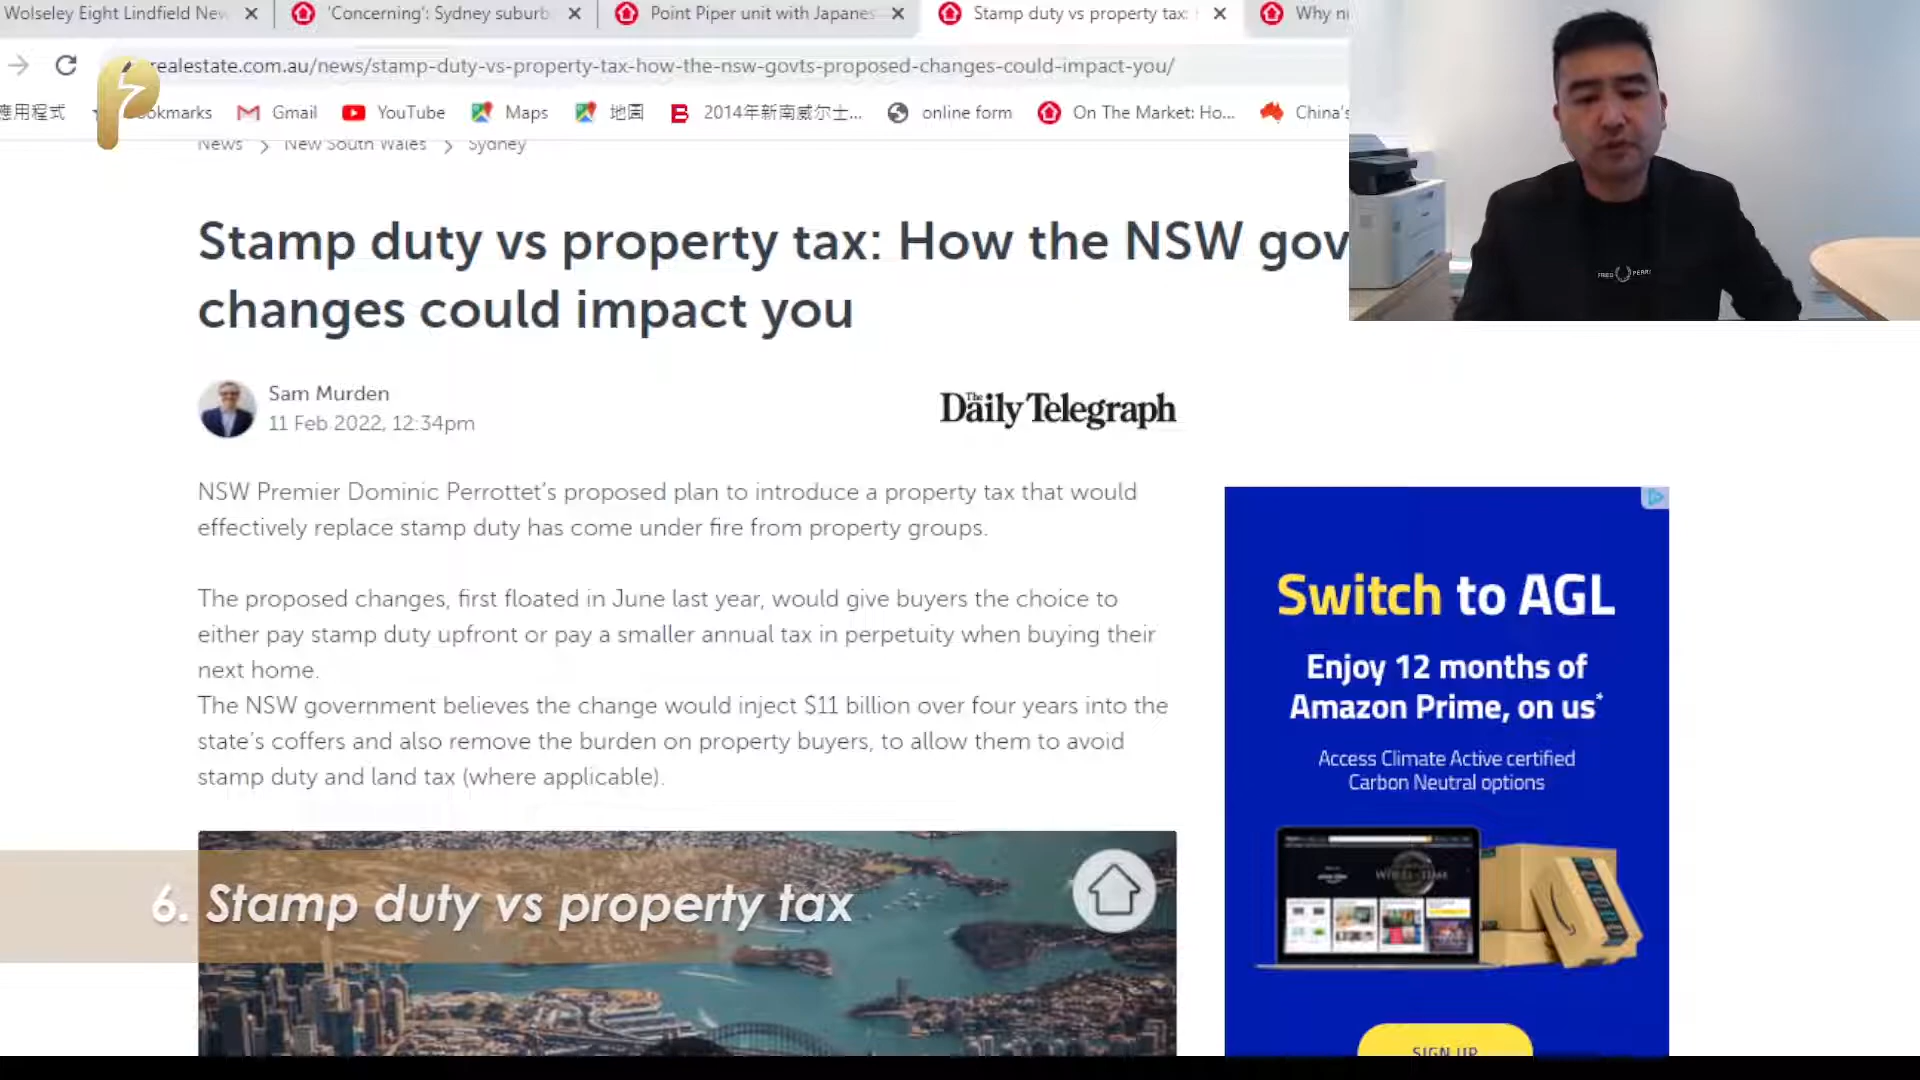 Wolseley Eight Lindfield New
'Concerning': Sydney suburb
Point Piper unit with Japanes
Stamp duty vs property tax:
Why
realestate.com.au/news/stamp-duty-vs-property-tax-how-the-nsw-govts-proposed-changes-could-impact-you/
應用程式
Gmail
YouTube
Maps
地圖
2014年新南威尔士...
online form
On The Market: Ho...
China's
News
New South Wales
Sydney
Stamp duty vs property tax: How the NSW gov
changes could impact you
Sam Murden
11 Feb 2022, 12:34pm
The Daily Telegraph
NSW Premier Dominic Perrottet's proposed plan to introduce a property tax that would
effectively replace stamp duty has come under fire from property groups.
The proposed changes, first floated in June last year, would give buyers the choice to
either pay stamp duty upfront or pay a smaller annual tax in perpetuity when buying their
next home.
The NSW government believes the change would inject $11 billion over four years into the
state's coffers and also remove the burden on property buyers, to allow them to avoid
stamp duty and land tax (where applicable).
Switch to AGL
Enjoy 12 months of
Amazon Prime, on us*
Access Climate Active certified
Carbon Neutral options
SIGN UP
6. Stamp duty vs property tax
FRED PERRY